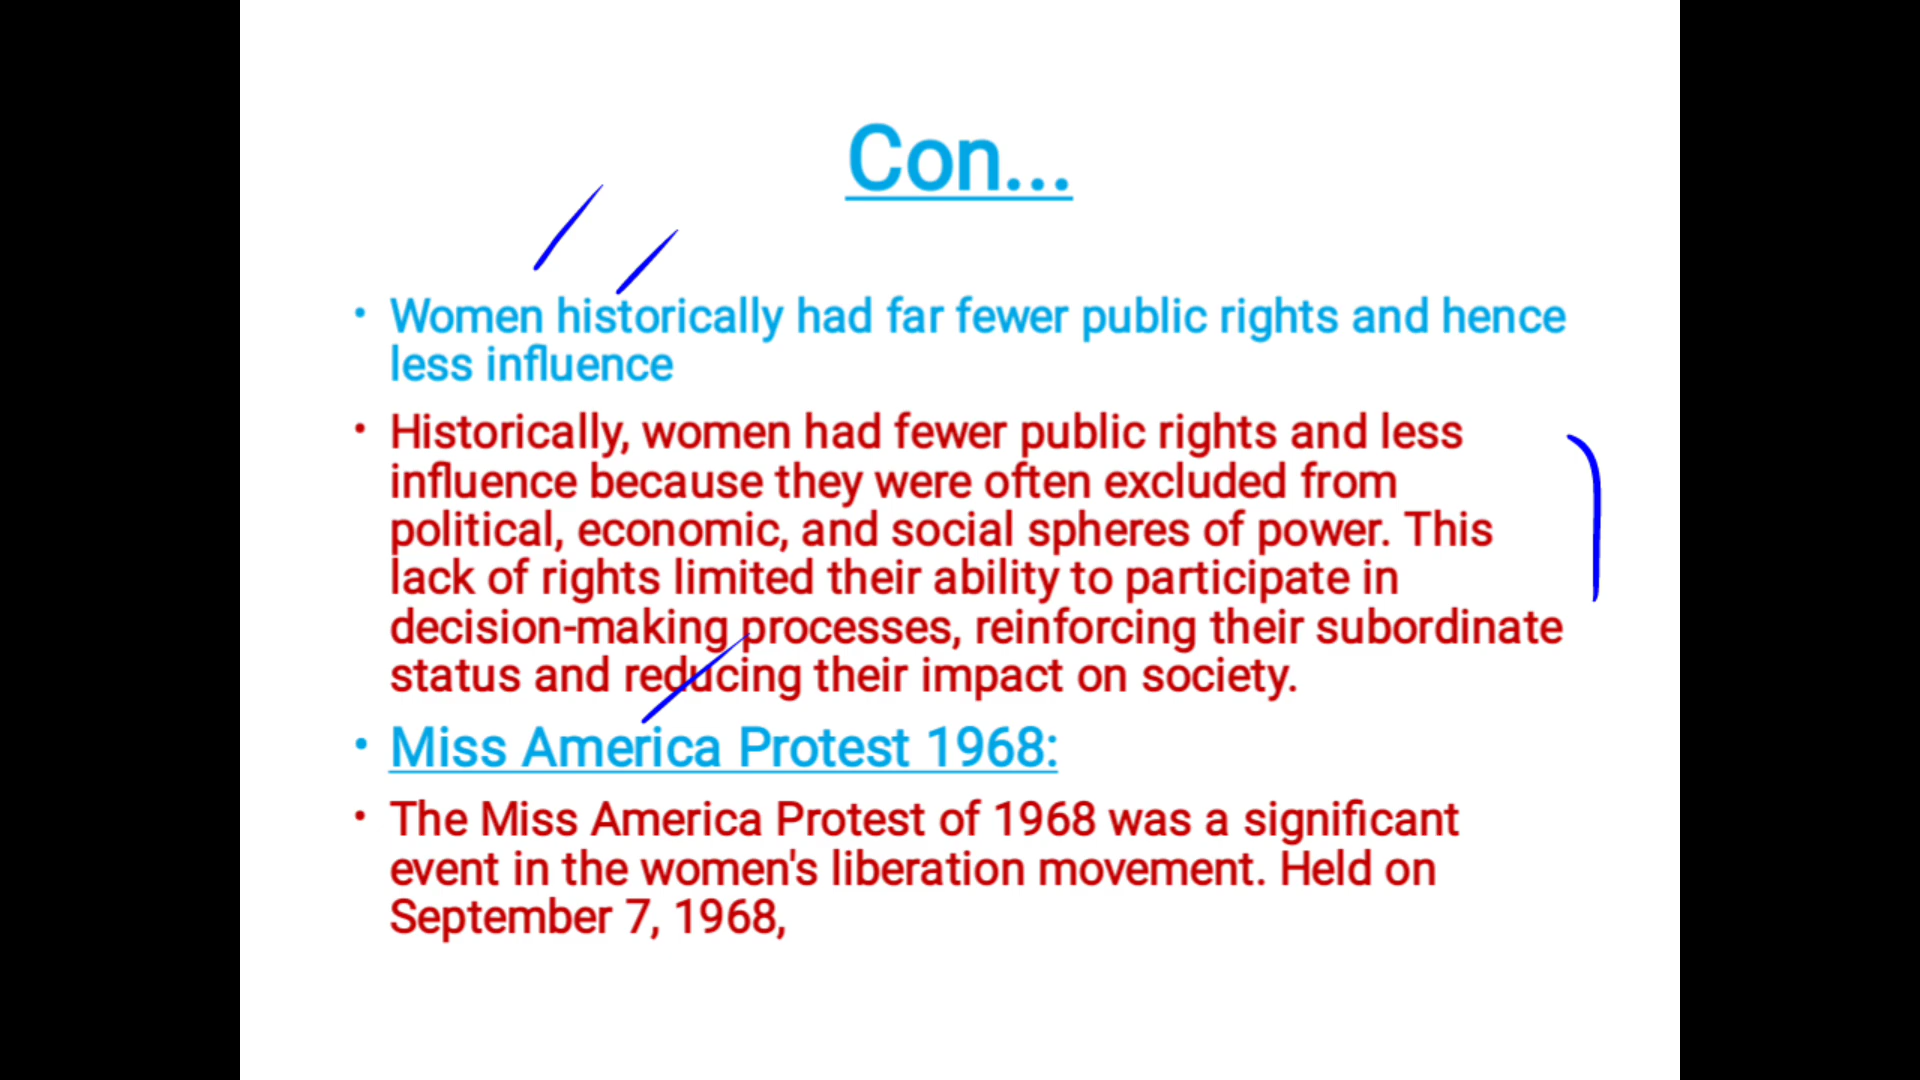 Con...
• Women historically had far fewer public rights and hence
less influence
• Historically, women had fewer public rights and less
influence because they were often excluded from
political, economic, and social spheres of power. This
lack of rights limited their ability to participate in
decision-making processes, reinforcing their subordinate
status and reducing their impact on society.
• Miss America Protest 1968:
• The Miss America Protest of 1968 was a significant
event in the women's liberation movement. Held on
September 7, 1968,